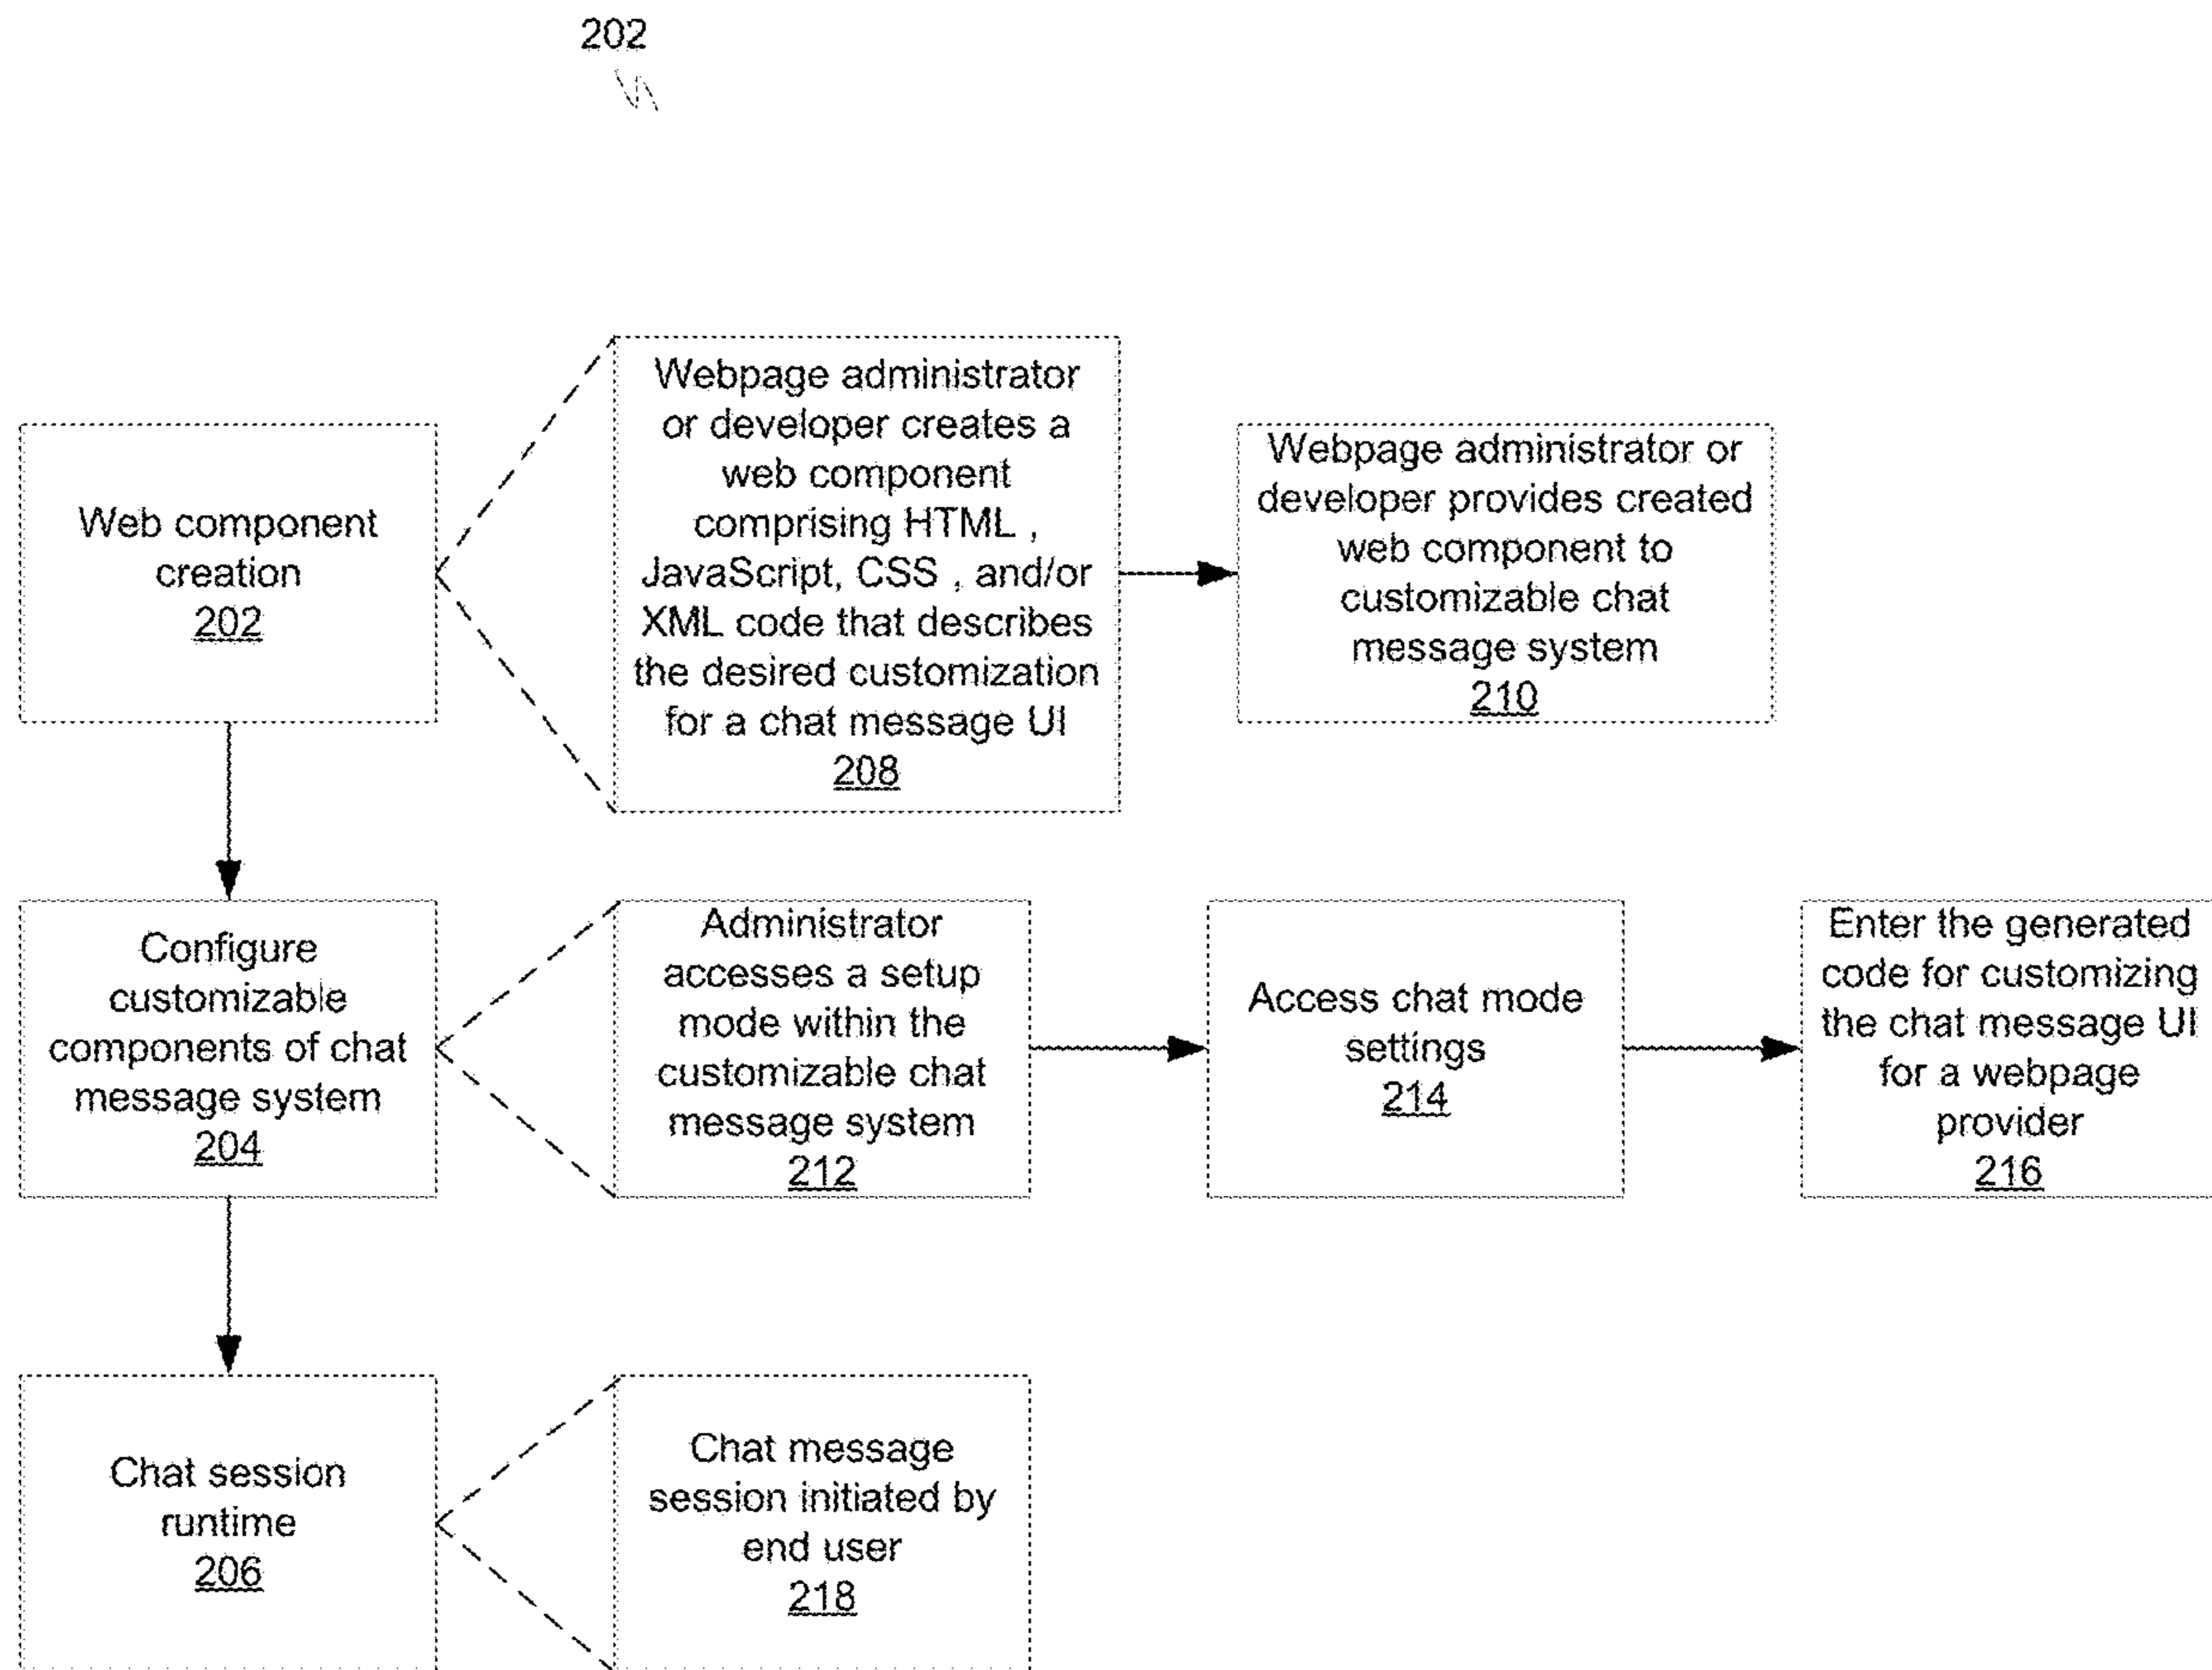 202
Web component
creation
202
Webpage administrator
or developer creates a
web component
comprising HTML ,
JavaScript, CSS , and/or
XML code that describes
the desired customization
for a chat message UI
208
Webpage administrator or
developer provides created
web component to
customizable chat
message system
210
Configure
customizable
components of chat
message system
204
Administrator
accesses a setup
mode within the
customizable chat
message system
212
Access chat mode
settings
214
Enter the generated
code for customizing
the chat message UI
for a webpage
provider
216
Chat session
runtime
206
Chat message
session initiated by
end user
218